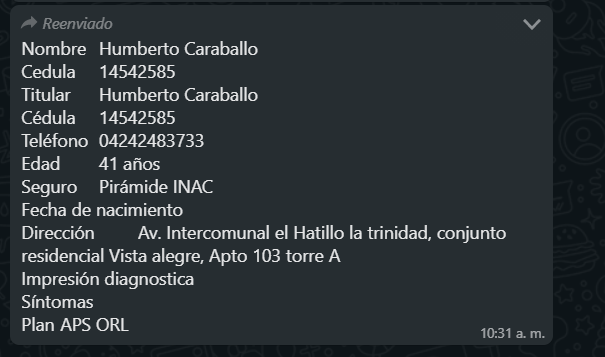 Reenviado
Nombre Humberto Caraballo
Cedula 14542585
Titular Humberto Caraballo
Cédula 14542585
Teléfono 04242483733
Edad 41 años
Seguro Pirámide INAC
Fecha de nacimiento
Dirección Av. Intercomunal el Hatillo la trinidad, conjunto
residencial Vista alegre, Apto 103 torre A
Impresión diagnostica
Síntomas
Plan APS ORL
10:31 a. m.